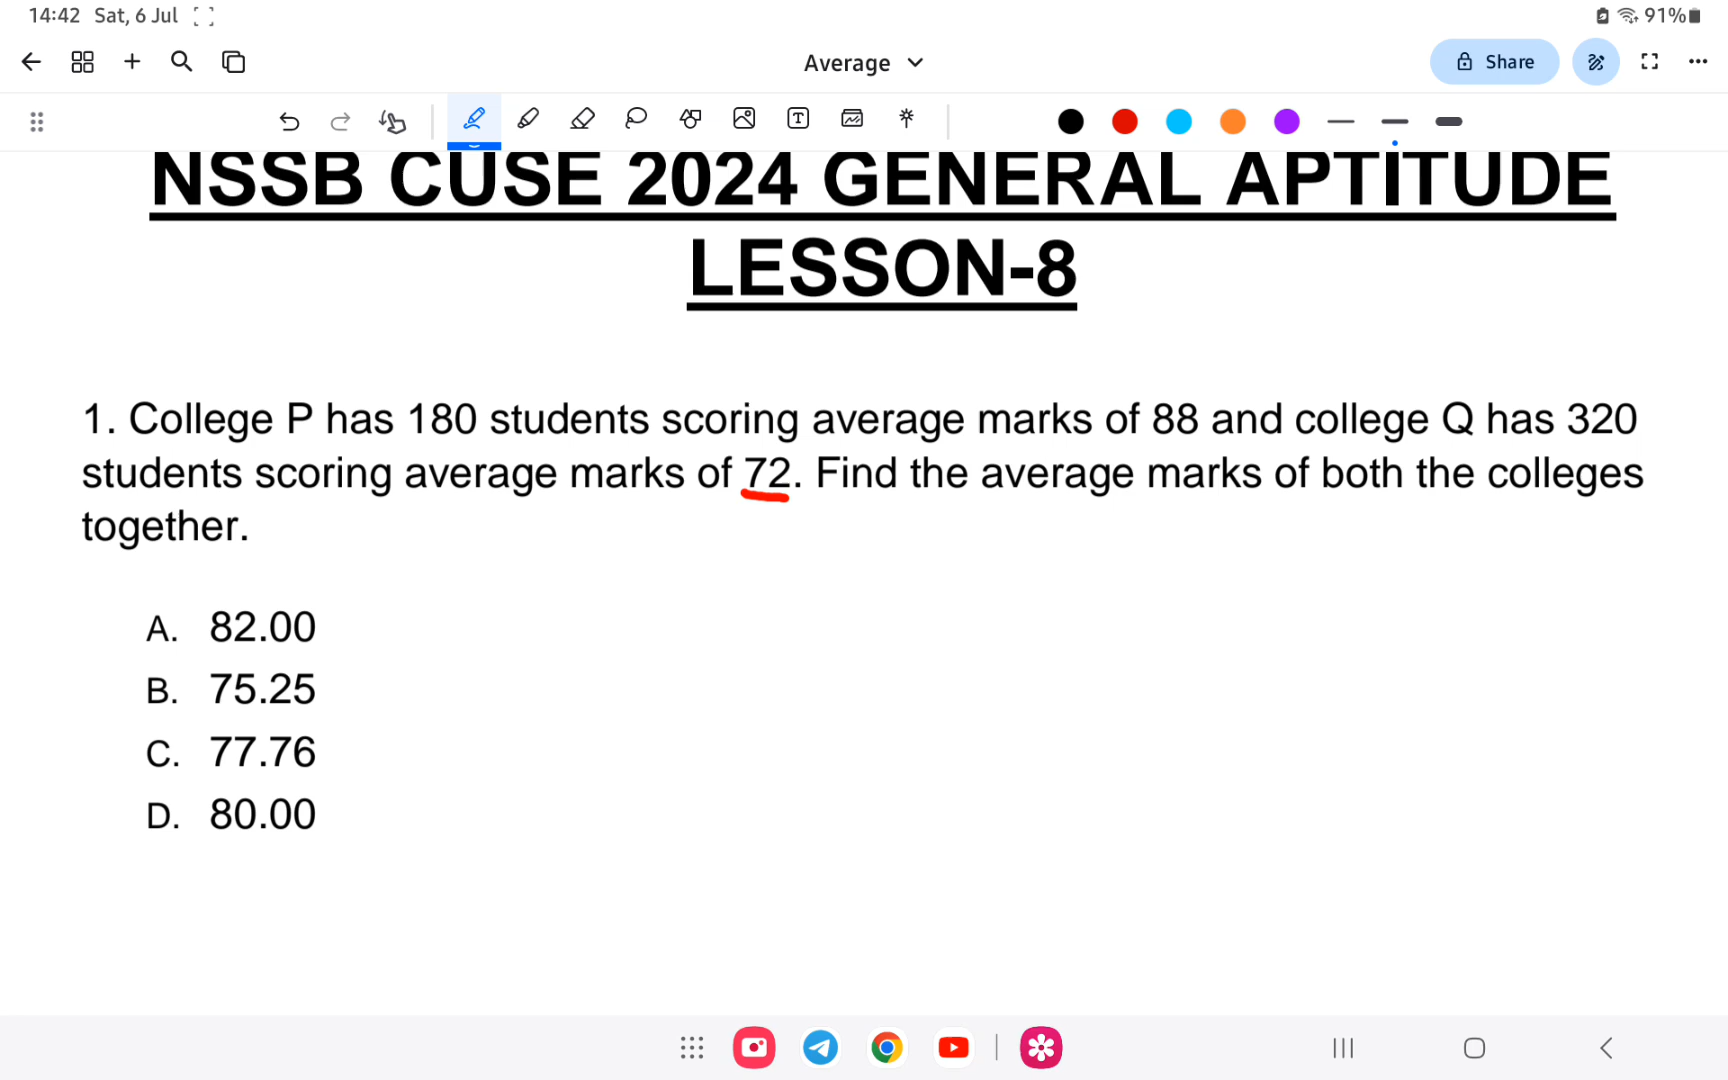 14:42 Sat, 6 Jul 91%
Average Share
NSSB CUSE 2024 GENERAL APTITUDE
LESSON-8
1. College P has 180 students scoring average marks of 88 and college Q has 320
students scoring average marks of 72. Find the average marks of both the colleges
together.
A. 82.00
B. 75.25
C. 77.76
D. 80.00